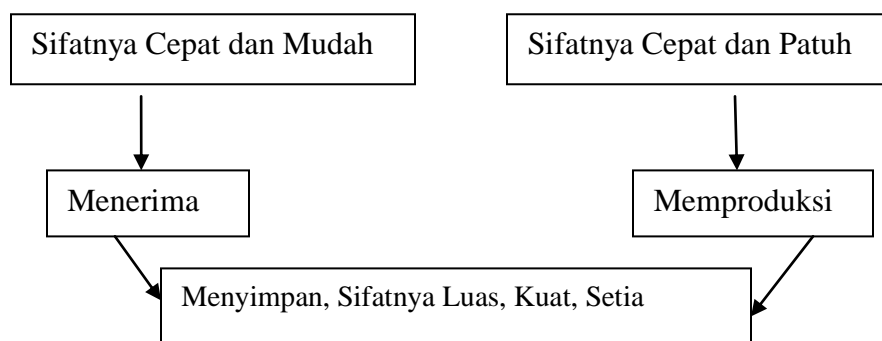 Sifatnya Cepat dan Mudah
Sifatnya Cepat dan Patuh
Menerima
Memproduksi
Menyimpan, Sifatnya Luas, Kuat, Setia